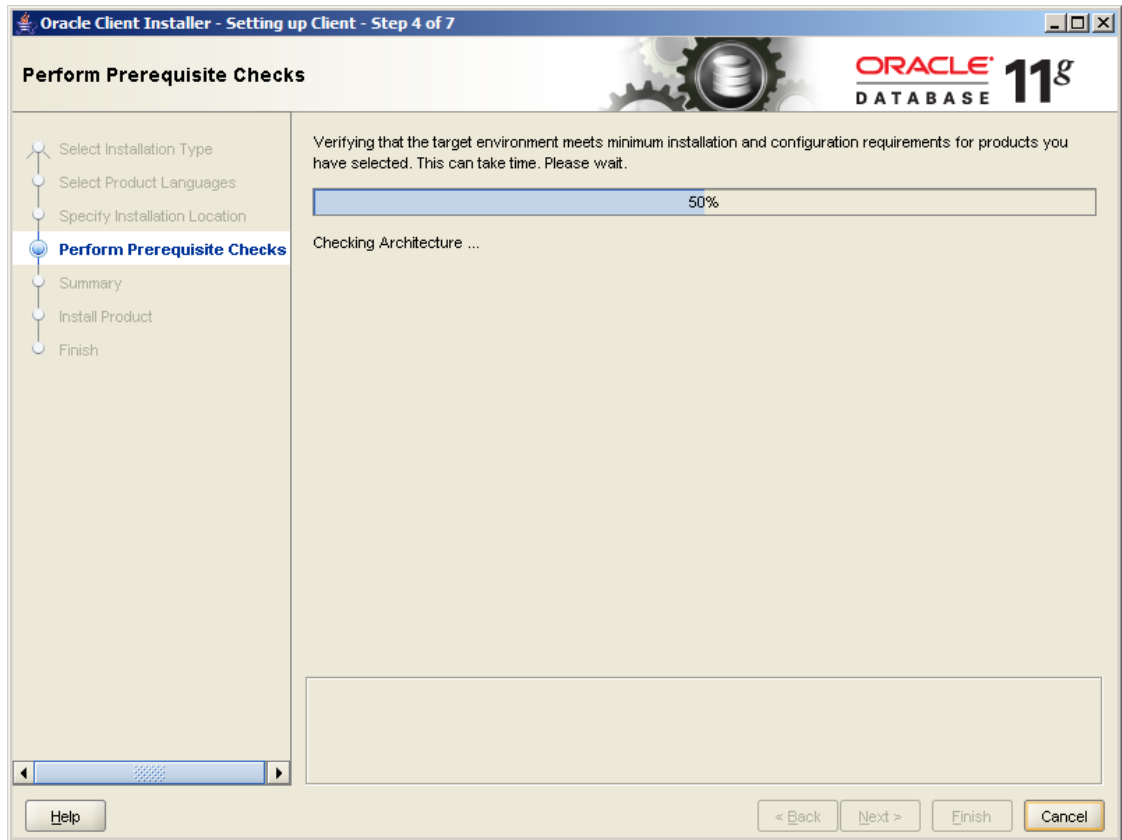 Oracle Client Installer - Setting up Client - Step 4 of 7
Perform Prerequisite Checks
ORACLE
DATABASE
11g
Select Installation Type
Select Product Languages
Specify Installation Location
Perform Prerequisite Checks
Summary
Install Product
Finish
Verifying that the target environment meets minimum installation and configuration requirements for products you
have selected. This can take time. Please wait.
50%
Checking Architecture ...
Help
< Back
Next >
Finish
Cancel